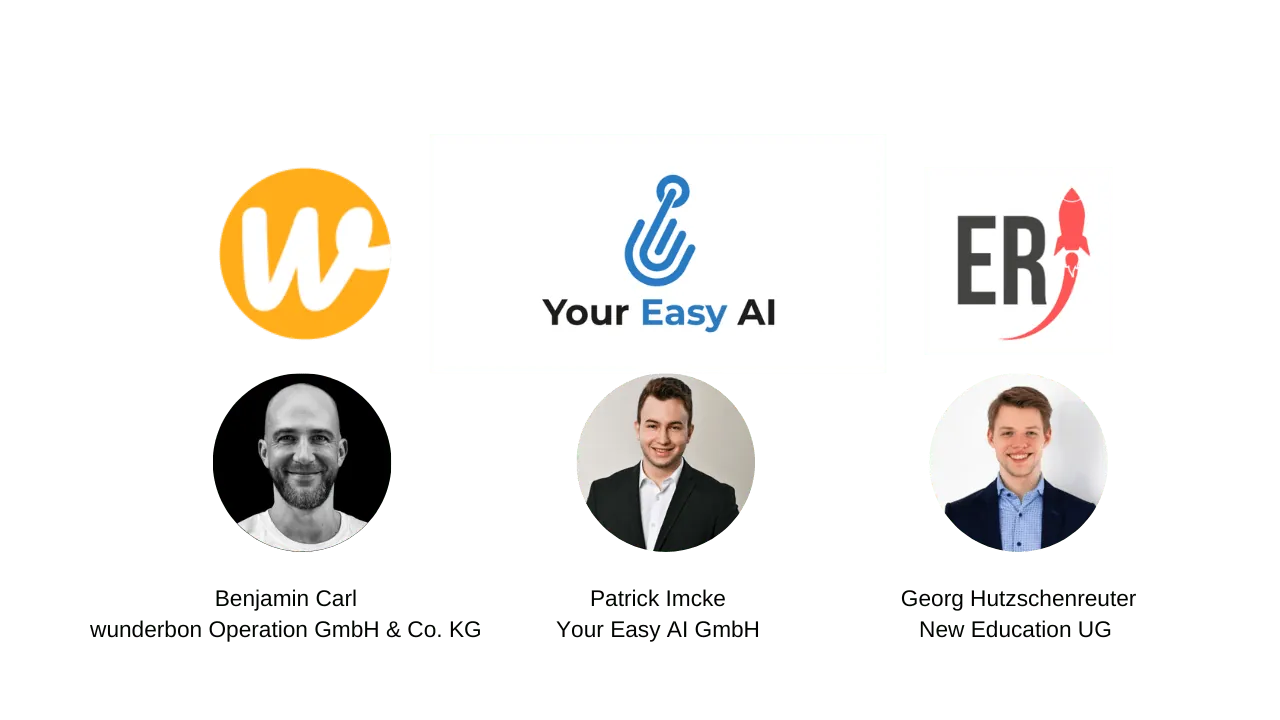 W
Your Easy AI
ER
Benjamin Carl
wunderbon Operation GmbH & Co. KG
Patrick Imcke
Your Easy AI GmbH
Georg Hutzschenreuter
New Education UG